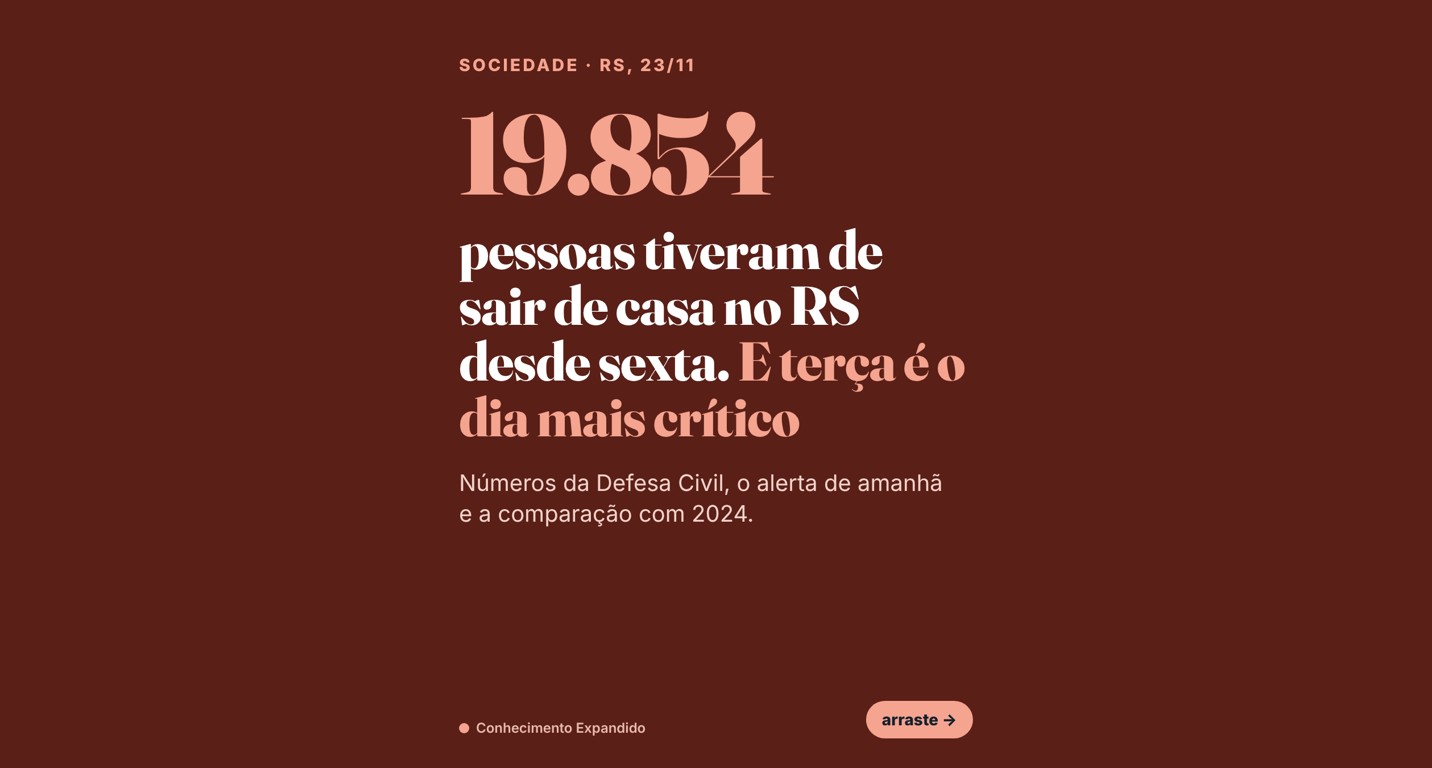 SOCIEDADE · RS, 23/11
19.854
pessoas tiveram de
sair de casa no RS
desde sexta. E terça é o
dia mais crítico
Números da Defesa Civil, o alerta de amanhã
e a comparação com 2024.
Conhecimento Expandido
arraste →